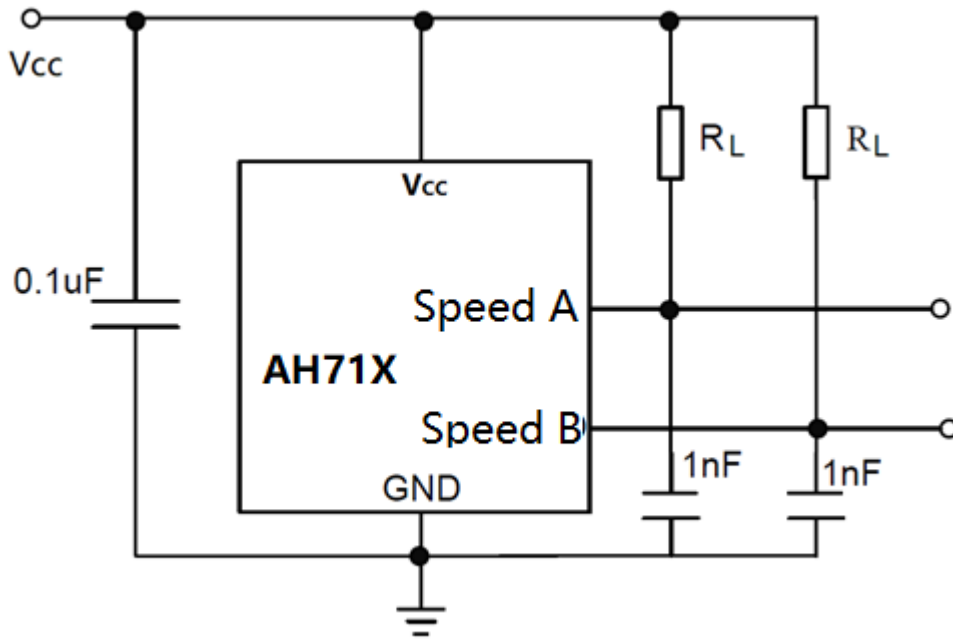 Vcc
RL
RL
Vcc
0.1uF
Speed A
AH71X
Speed B
1nF
1nF
GND